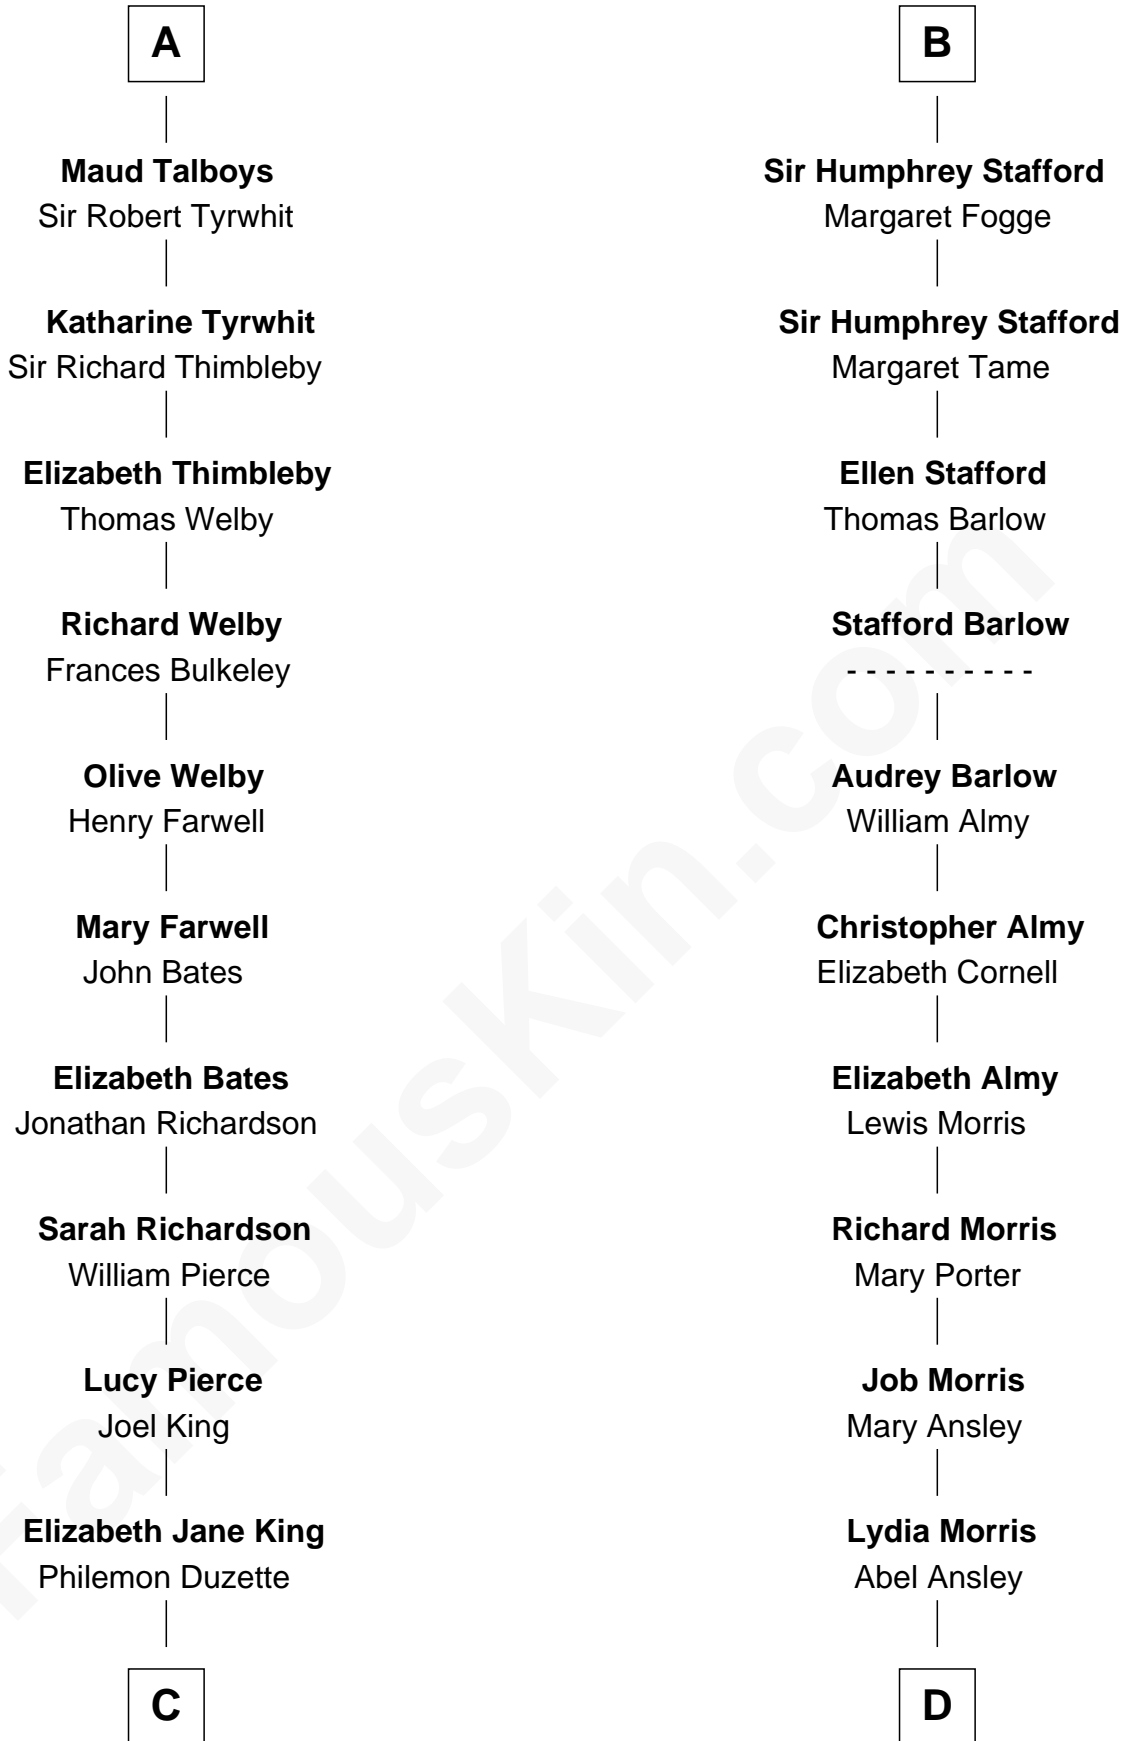 A
Maud Talboys
Sir Robert Tyrwhit
Katharine Tyrwhit
Sir Richard Thimbleby
Elizabeth Thimbleby
Thomas Welby
Richard Welby
Frances Bulkeley
Olive Welby
Henry Farwell
Mary Farwell
John Bates
Elizabeth Bates
Jonathan Richardson
Sarah Richardson
William Pierce
Lucy Pierce
Joel King
Elizabeth Jane King
Philemon Duzette
C
B
Sir Humphrey Stafford
Margaret Fogge
Sir Humphrey Stafford
Margaret Tame
Ellen Stafford
Thomas Barlow
Stafford Barlow
- - - - - - - - - -
Audrey Barlow
William Almy
Christopher Almy
Elizabeth Cornell
Elizabeth Almy
Lewis Morris
Richard Morris
Mary Porter
Job Morris
Mary Ansley
Lydia Morris
Abel Ansley
D
FamousKin.com